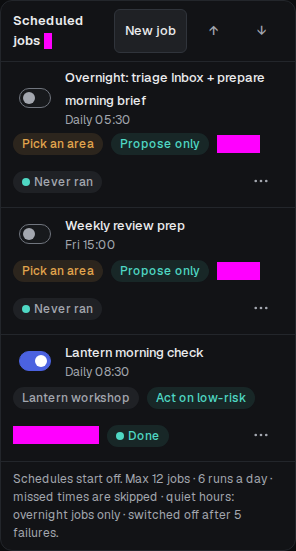 Scheduled
jobs
New job
↑
↓
Overnight: triage Inbox + prepare
morning brief
Daily 05:30
Pick an area
Propose only
Never ran
...
Weekly review prep
Fri 15:00
Pick an area
Propose only
Never ran
...
Lantern morning check
Daily 08:30
Lantern workshop
Act on low-risk
Done
...
Schedules start off. Max 12 jobs · 6 runs a day ·
missed times are skipped · quiet hours:
overnight jobs only · switched off after 5
failures.